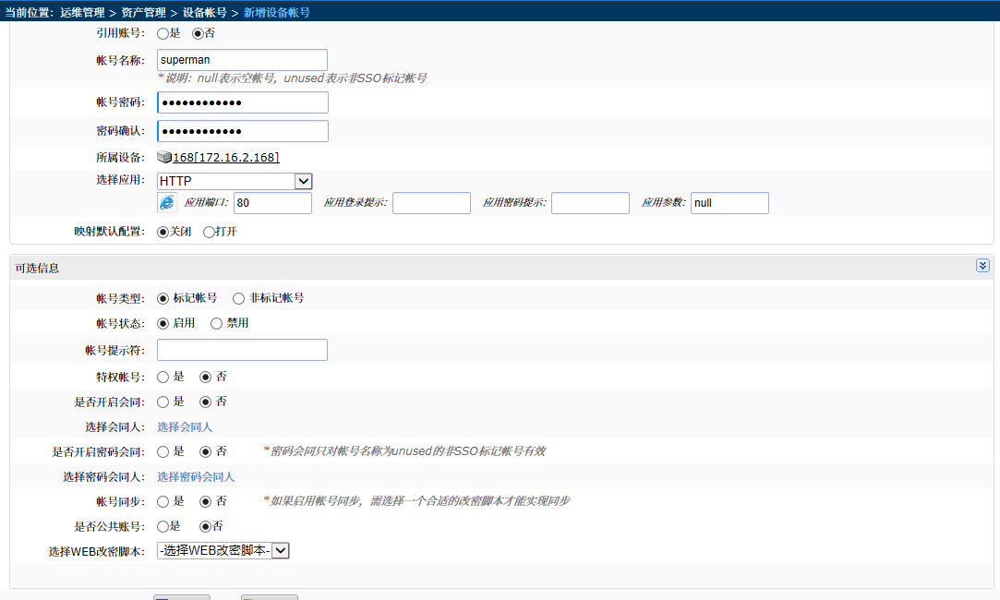 当前位置：运维管理 > 资产管理 > 设备帐号 > 新增设备帐号
引用账号： 是 否
帐号名称： superman
*说明：null表示空帐号，unused表示非SSO标记帐号
帐号密码： ●●●●●●●●●●●●
密码确认： ●●●●●●●●●●●●
所属设备： 168[172.16.2.168]
选择应用： HTTP
应用端口： 80 应用登录提示： 应用密码提示： 应用参数： null
映射默认配置： 关闭 打开
可选信息
帐号类型： 标记帐号 非标记帐号
帐号状态： 启用 禁用
帐号提示符：
特权帐号： 是 否
是否开启会同： 是 否
选择会同人： 选择会同人
是否开启密码会同： 是 否 *密码会同只对帐号名称为unused的非SSO标记帐号有效
选择密码会同人： 选择密码会同人
帐号同步： 是 否 *如果启用帐号同步，需选择一个合适的改密脚本才能实现同步
是否公共账号： 是 否
选择WEB改密脚本： -选择WEB改密脚本-